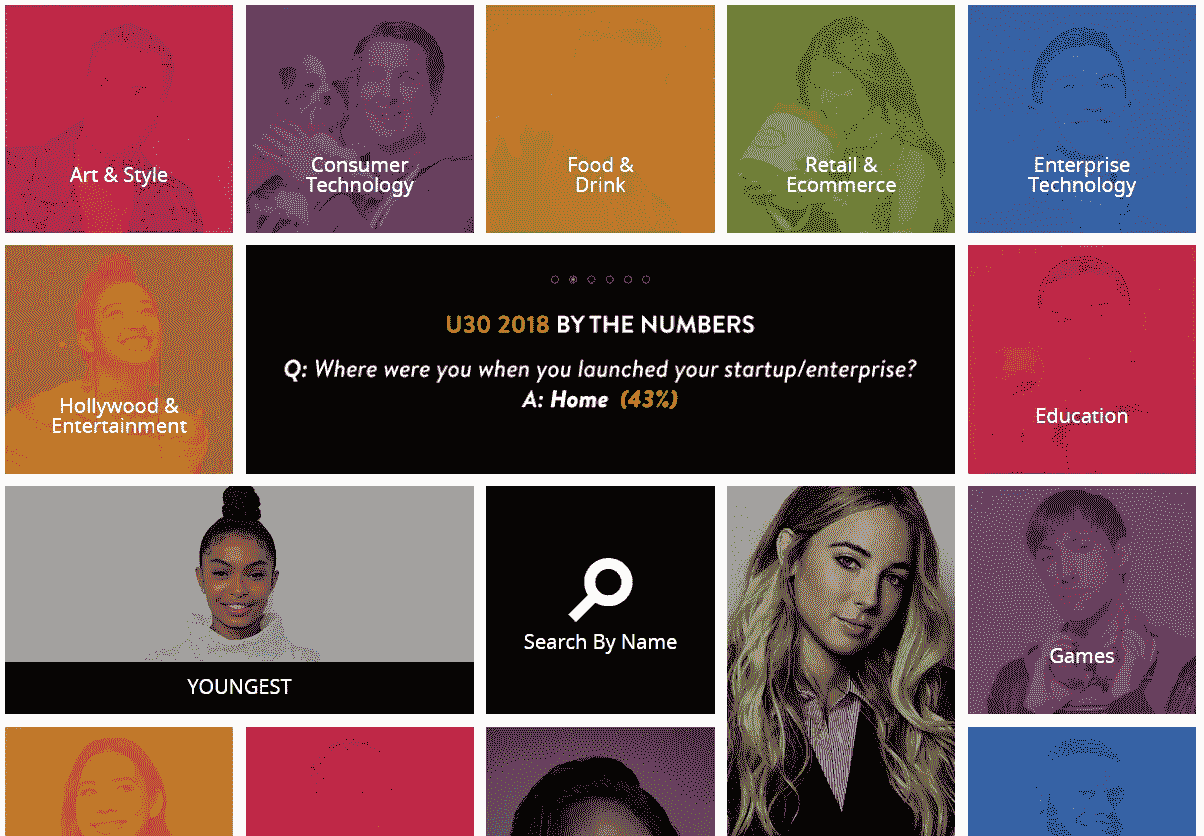 Art & Style
Consumer
Technology
Food &
Drink
Retail &
Ecommerce
Enterprise
Technology
Hollywood &
Entertainment
U30 2018 BY THE NUMBERS
Q: Where were you when you launched your startup/enterprise?
A: Home (43%)
Education
YOUNGEST
Search By Name
Games